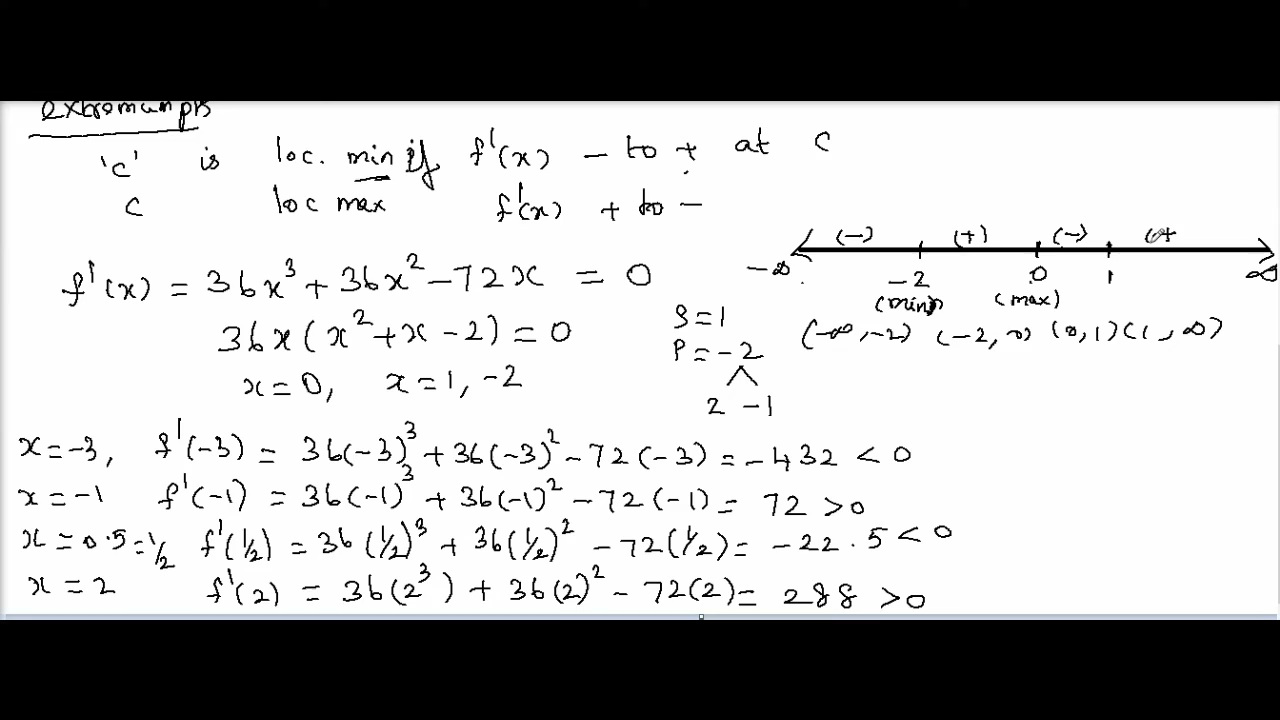 'c' is loc. min if f'(x) - to + at c
c loc max f'(x) + to -
(-) (+) (-) (+
-∞ -2 0 1 ∞
(min) (max)
(-∞,-2) (-2, 0) (0,1) (1, ∞)
f'(x) = 36x³ + 36x² - 72x = 0
36x(x² + x - 2) = 0
x = 0, x = 1, -2
S = 1
P = -2
2 -1
x = -3, f'(-3) = 36(-3)³ + 36(-3)² - 72(-3) = -432 < 0
x = -1 f'(-1) = 36(-1)³ + 36(-1)² - 72(-1) = 72 > 0
x = 0.5 = 1/2 f'(1/2) = 36(1/2)³ + 36(1/2)² - 72(1/2) = -22.5 < 0
x = 2 f'(2) = 36(2³) + 36(2)² - 72(2) = 288 > 0